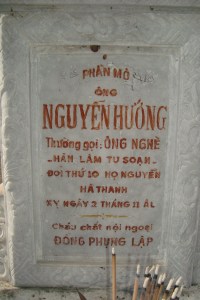 PHẦN MỘ
ÔNG
NGUYỄN HƯỚNG
Thường gọi: ÔNG NGHÈ
-HÀN LÂM TU SOẠN-
ĐỜI THỨ 10 HỌ NGUYỄN
HÀ THANH
KỴ NGÀY 2 THÁNG 11 ÂL
Cháu chắt nội ngoại
ĐỒNG PHỤNG LẬP